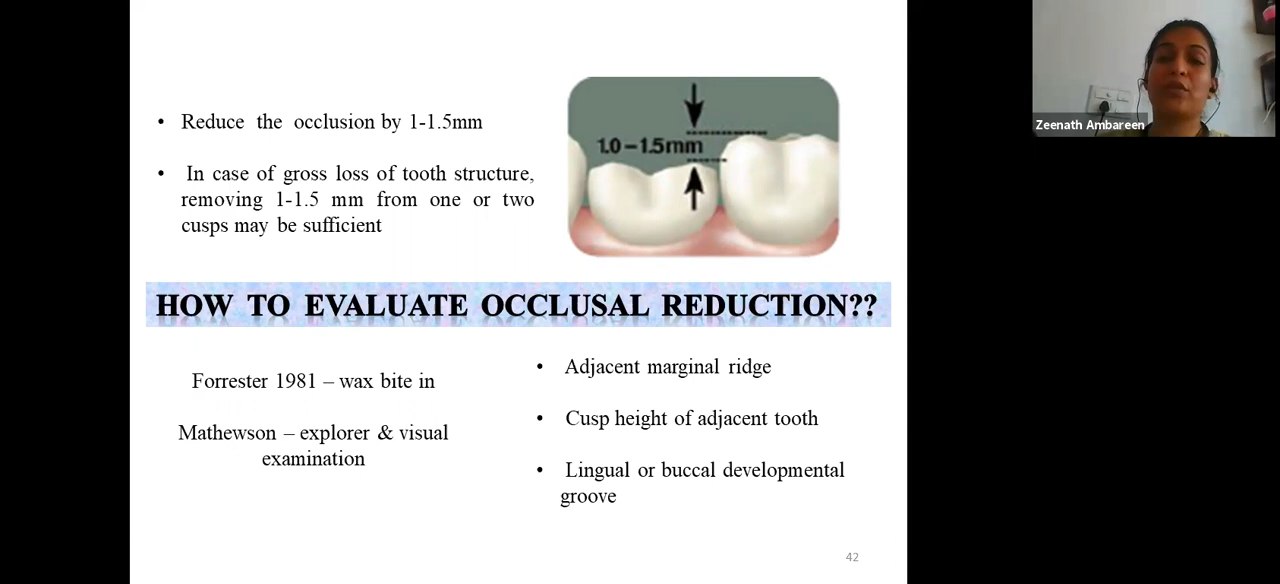 • Reduce the occlusion by 1-1.5mm
• In case of gross loss of tooth structure,
removing 1-1.5 mm from one or two
cusps may be sufficient
1.0-1.5mm
Zeenath Ambareen
HOW TO EVALUATE OCCLUSAL REDUCTION??
Forrester 1981 – wax bite in
Mathewson – explorer & visual
examination
• Adjacent marginal ridge
• Cusp height of adjacent tooth
• Lingual or buccal developmental
groove
42